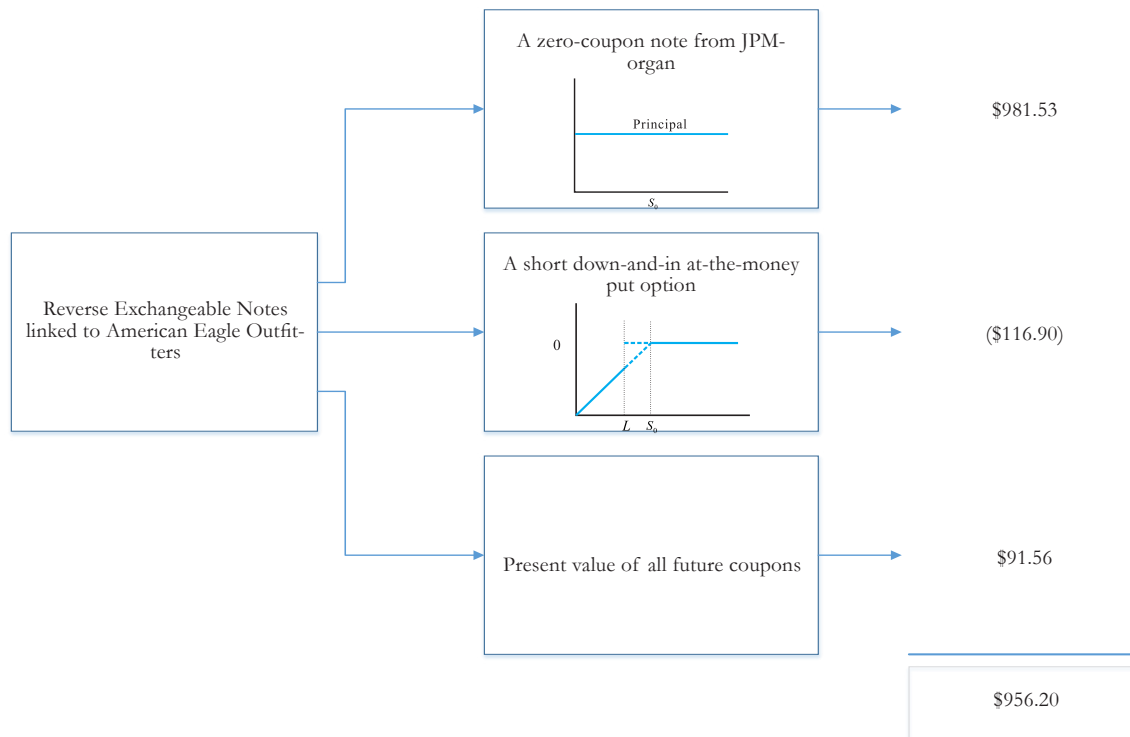 Reverse Exchangeable Notes
linked to American Eagle Outfit-
ters
A zero-coupon note from JPM-
organ
Principal
S₀
$981.53
A short down-and-in at-the-money
put option
0
L S₀
($116.90)
Present value of all future coupons
$91.56
$956.20